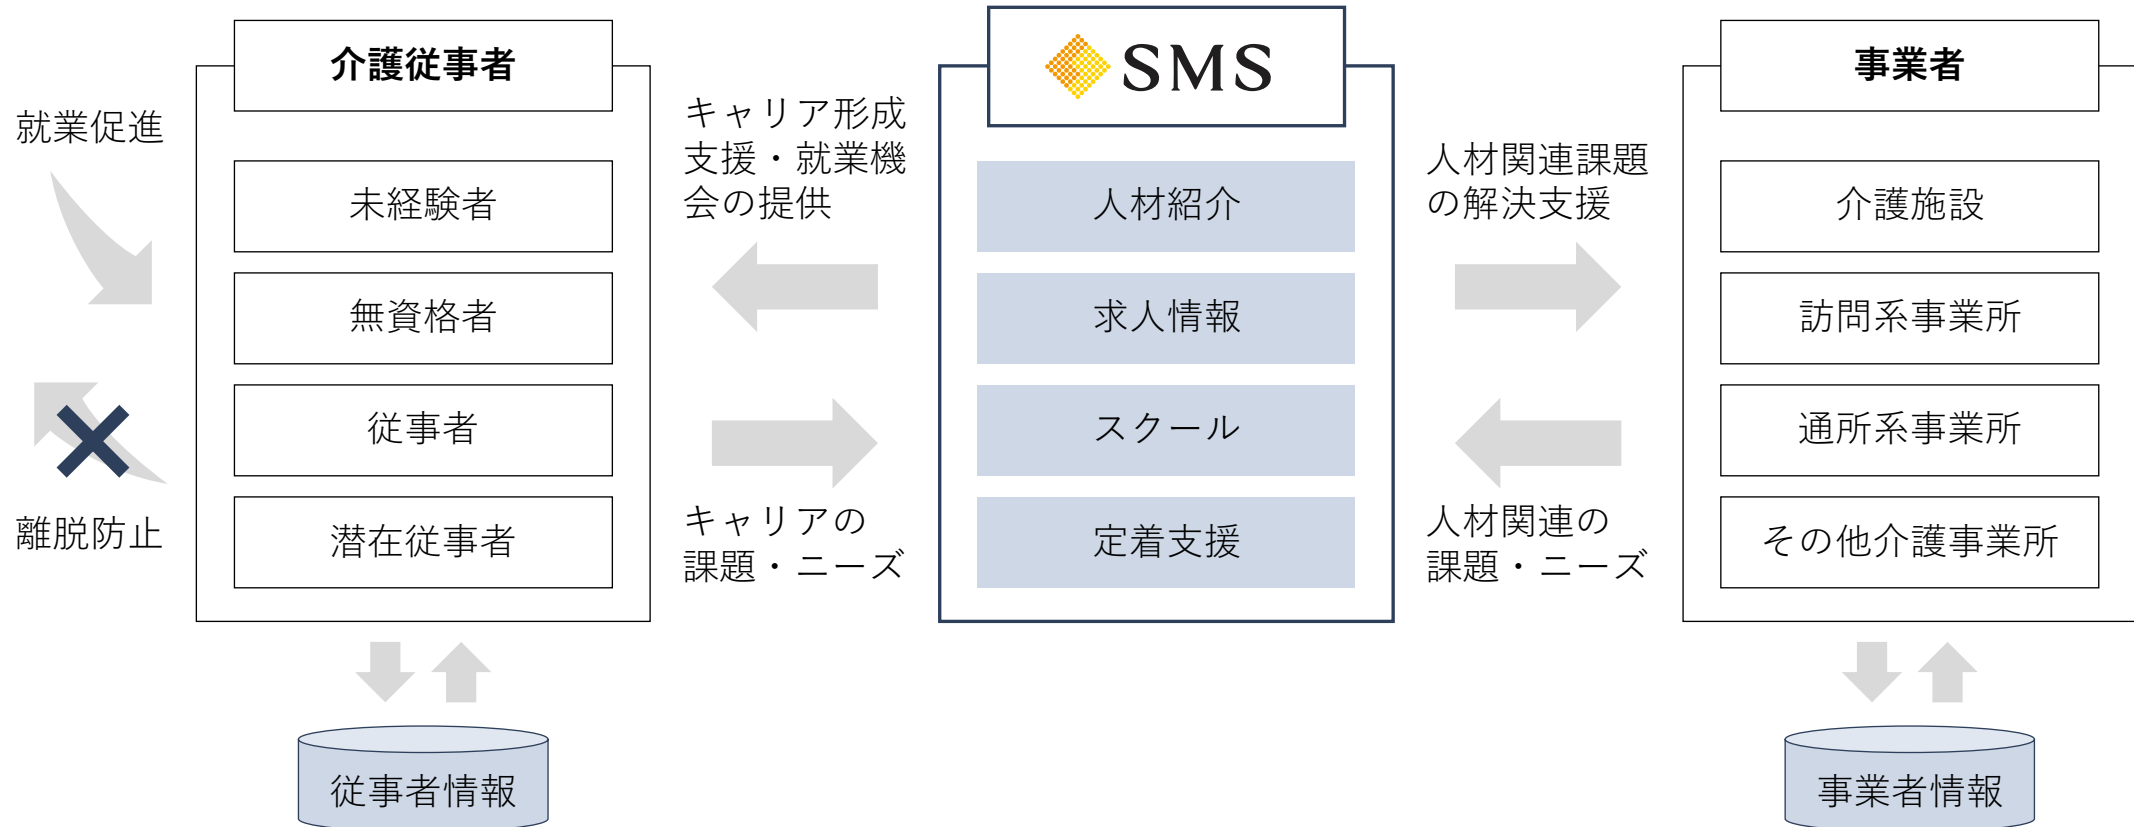 介護従事者
SMS
事業者
就業促進
キャリア形成
支援・就業機
会の提供
人材関連課題
の解決支援
未経験者
人材紹介
介護施設
無資格者
求人情報
訪問系事業所
従事者
スクール
通所系事業所
離脱防止
潜在従事者
キャリアの
課題・ニーズ
定着支援
人材関連の
課題・ニーズ
その他介護事業所
従事者情報
事業者情報